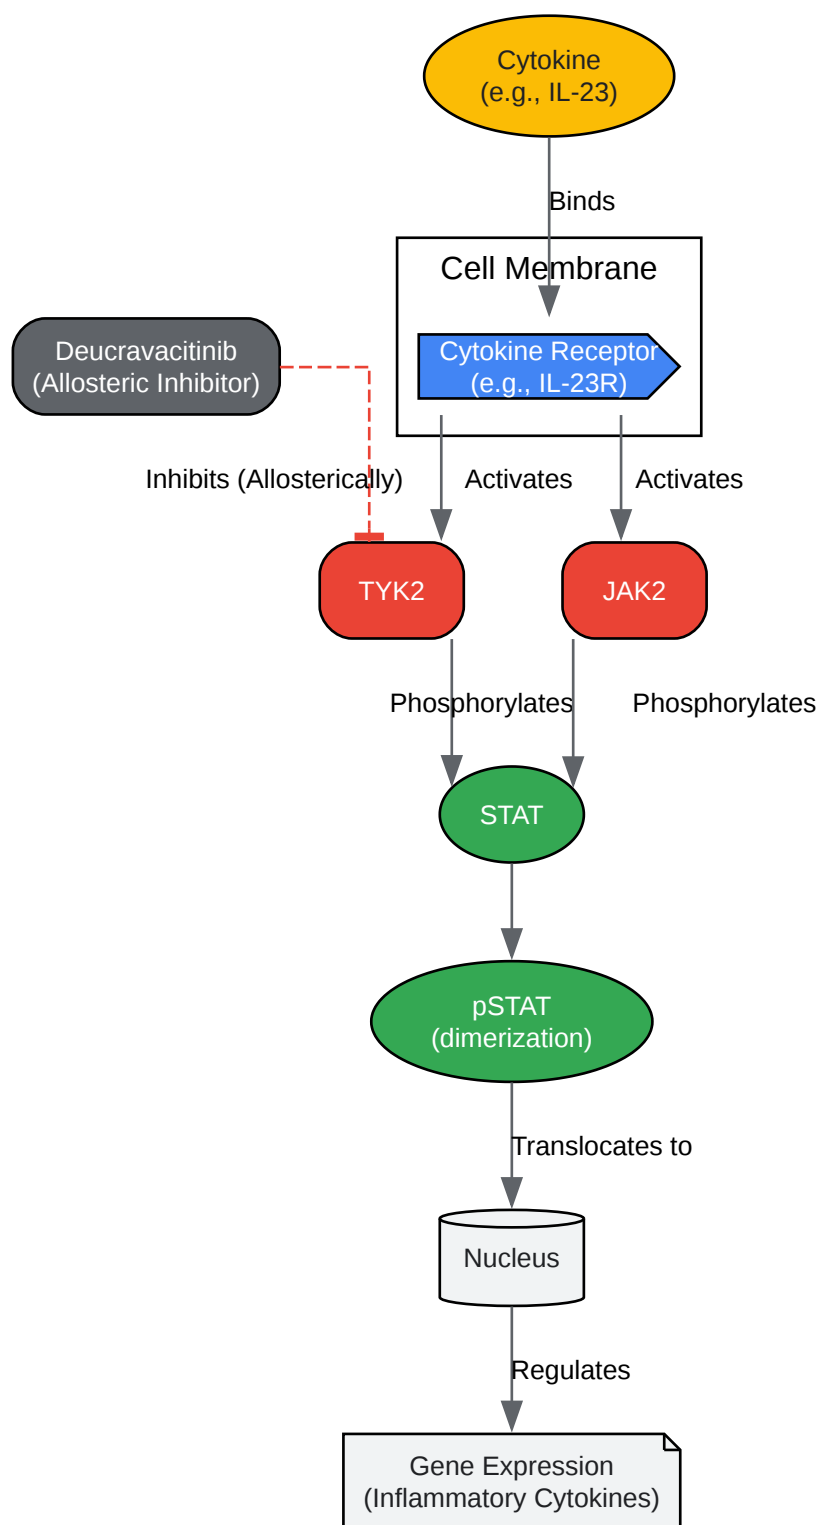 Cytokine
(e.g., IL-23)
Binds
Cell Membrane
Cytokine Receptor
(e.g., IL-23R)
Deucravacitinib
(Allosteric Inhibitor)
Inhibits (Allosterically)
Activates
Activates
TYK2
JAK2
Phosphorylates
Phosphorylates
STAT
pSTAT
(dimerization)
Translocates to
Nucleus
Regulates
Gene Expression
(Inflammatory Cytokines)